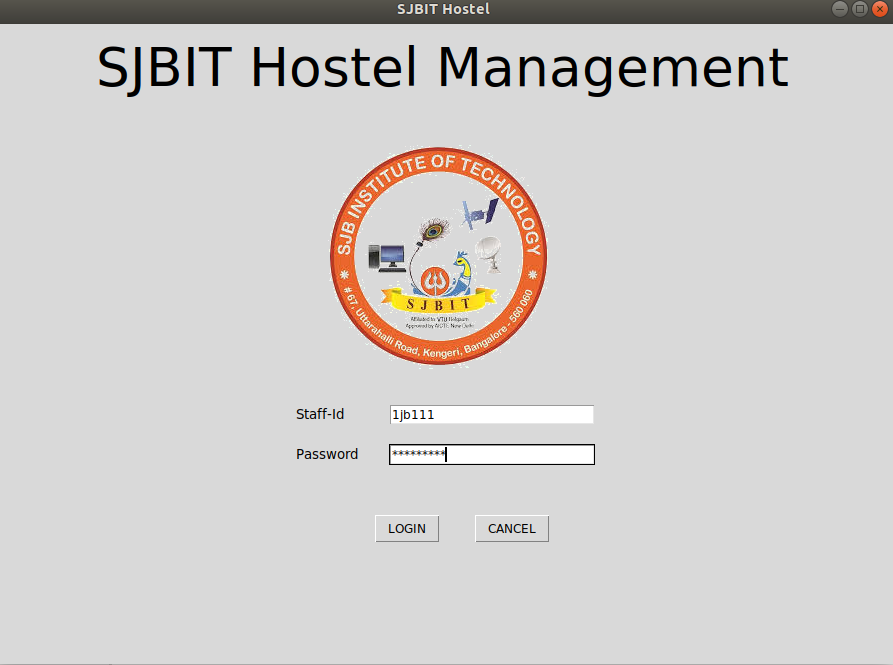 SJBIT Hostel
SJBIT Hostel Management
SJB INSTITUTE OF TECHNOLOGY
SJBIT
Affiliated to VTU Belgaum
Approved by AICTE, New Delhi
# 67, Uttarahalli Road, Kengeri, Bangalore - 560 060
Staff-Id 1jb111
Password *********
LOGIN CANCEL